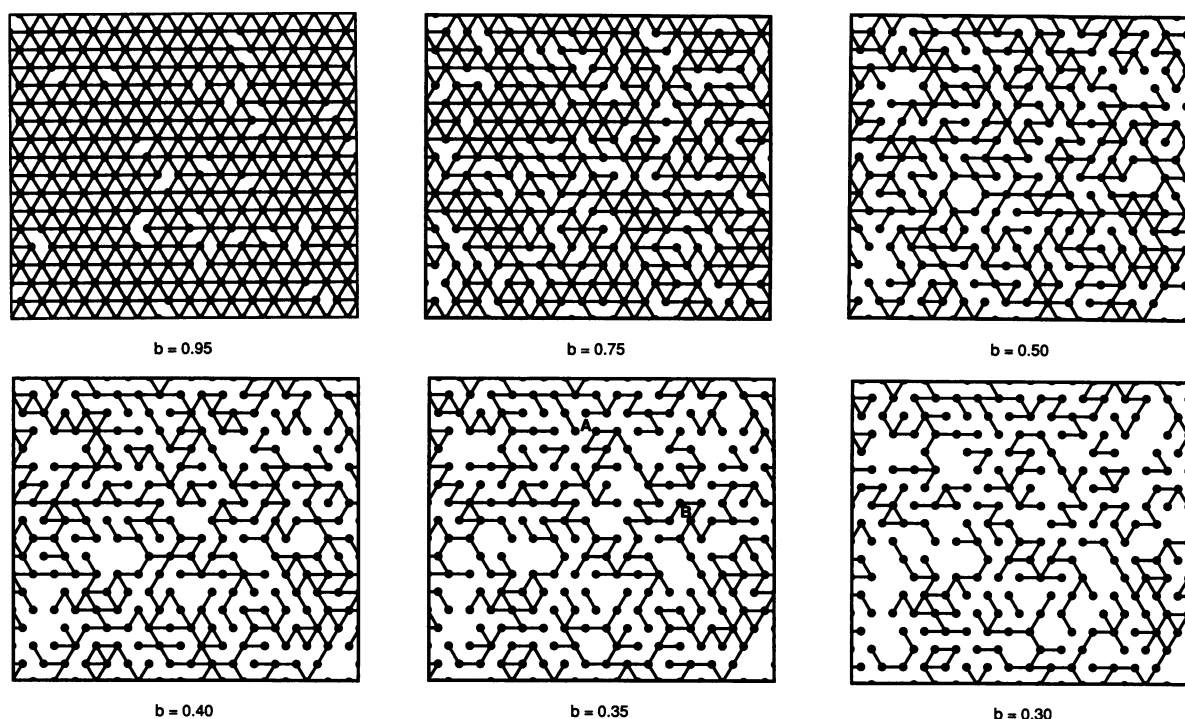 b = 0.95
b = 0.75
b = 0.50
A
B
b = 0.40
b = 0.35
b = 0.30